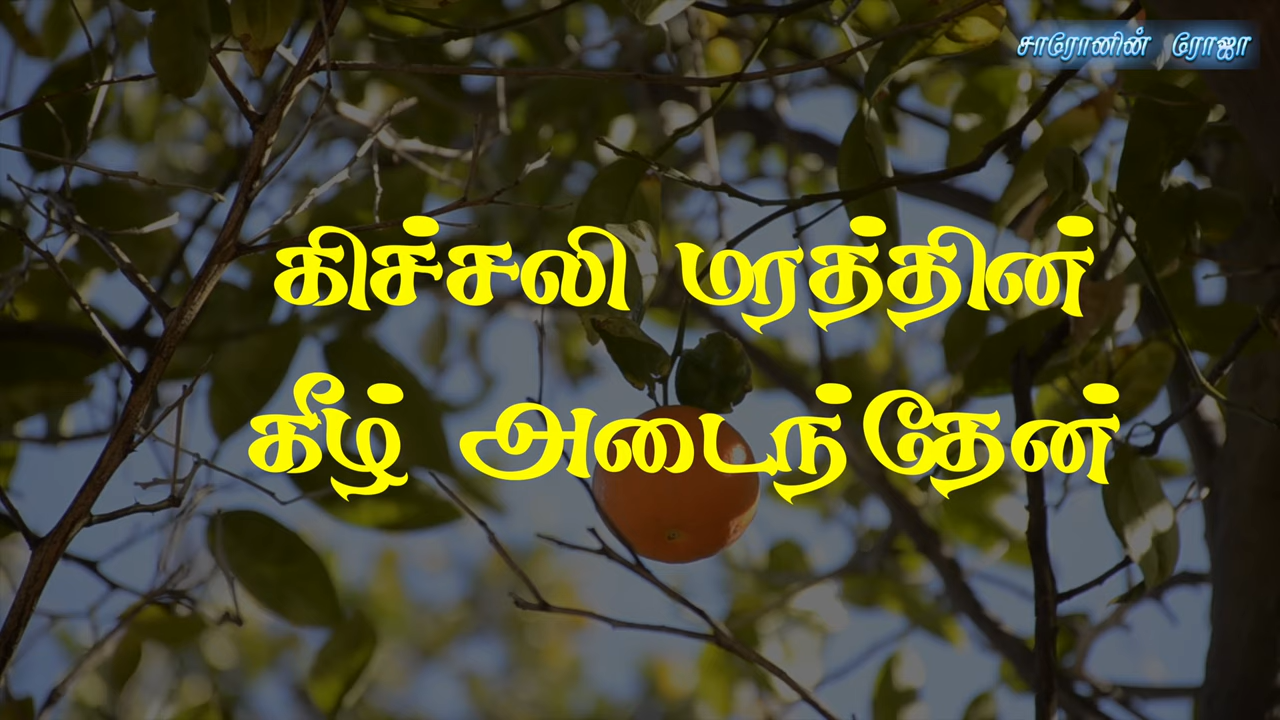 சாரோனின் ரோஜா
கிச்சலி மரத்தின்
கீழ் அடைந்தேன்